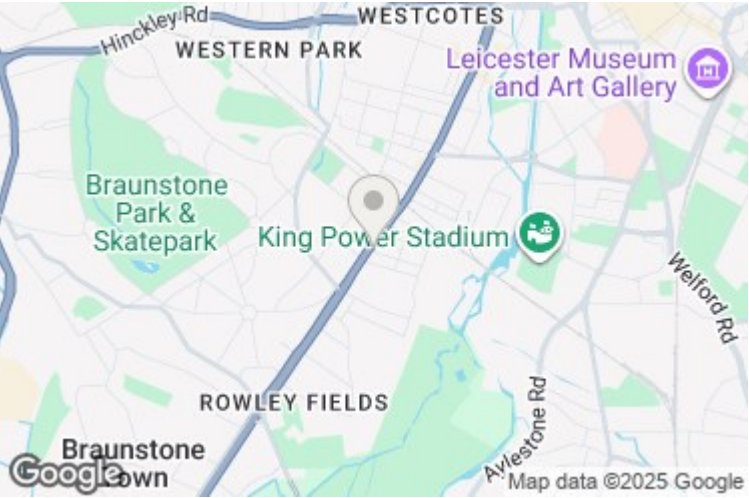 WESTCOTES
Hinckley Rd
WESTERN PARK
Leicester Museum
and Art Gallery
Braunstone
Park &
Skatepark
King Power Stadium
Welford Rd
ROWLEY FIELDS
Aylestone Rd
Braunstone
Town
Google
Map data ©2025 Google